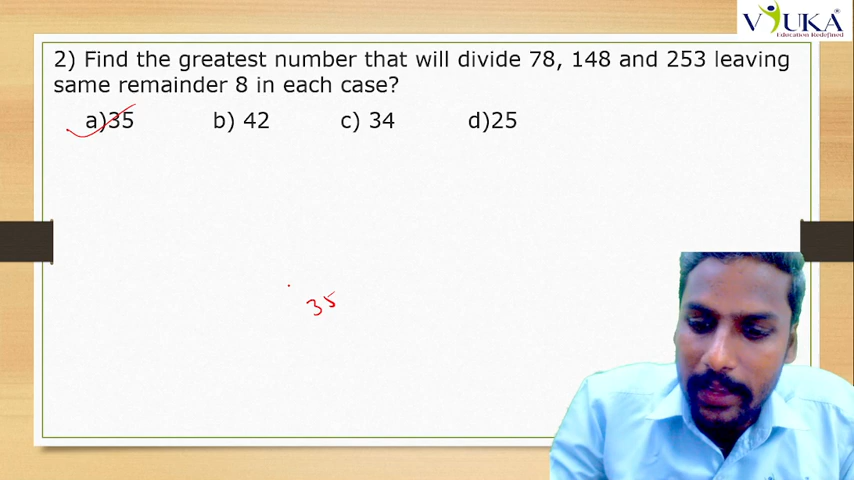 VYUKA
Education Redefined
2) Find the greatest number that will divide 78, 148 and 253 leaving
same remainder 8 in each case?
a)35 b) 42 c) 34 d)25
35